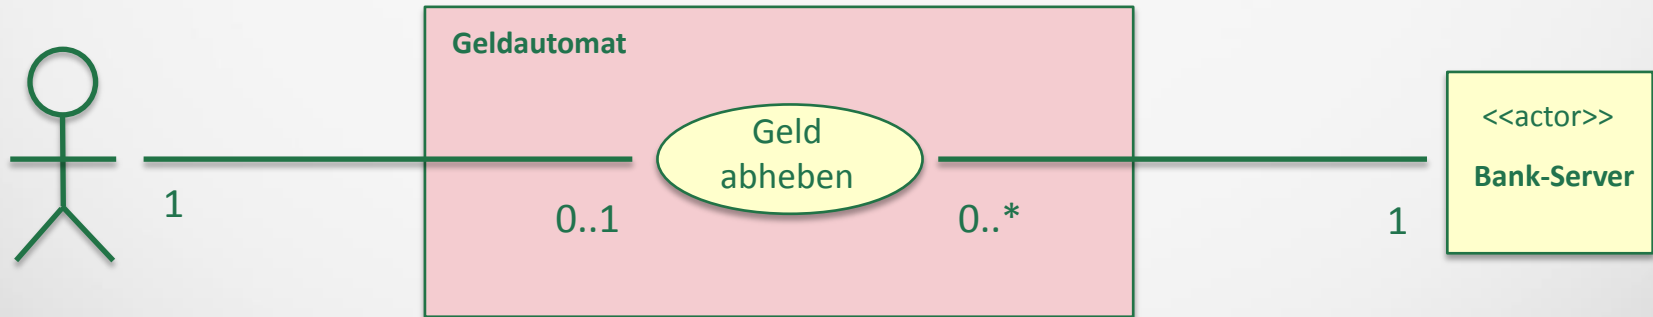 Geldautomat
Geld
abheben
<<actor>>
Bank-Server
1
0..1
0..*
1